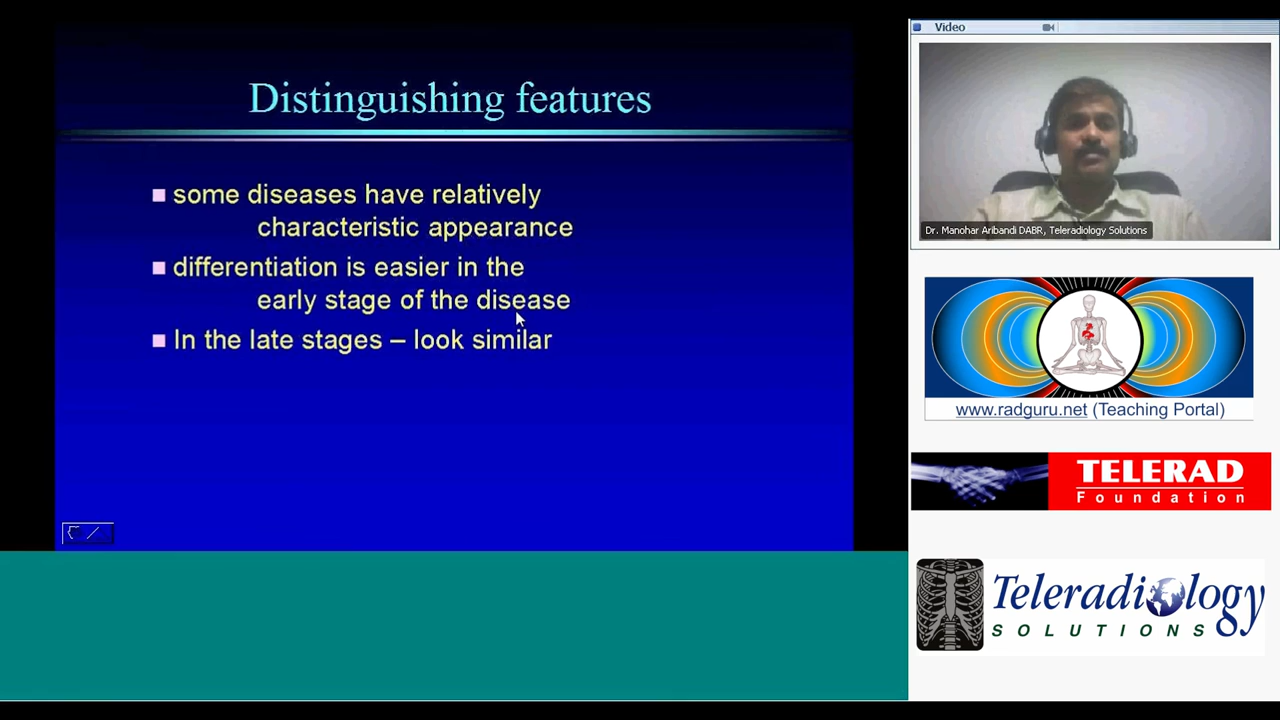 Distinguishing features
some diseases have relatively
characteristic appearance
differentiation is easier in the
early stage of the disease
In the late stages – look similar
Video
Dr. Manohar Aribandi DABR, Teleradiology Solutions
www.radguru.net (Teaching Portal)
TELERAD
Foundation
Teleradiology
SOLUTIONS